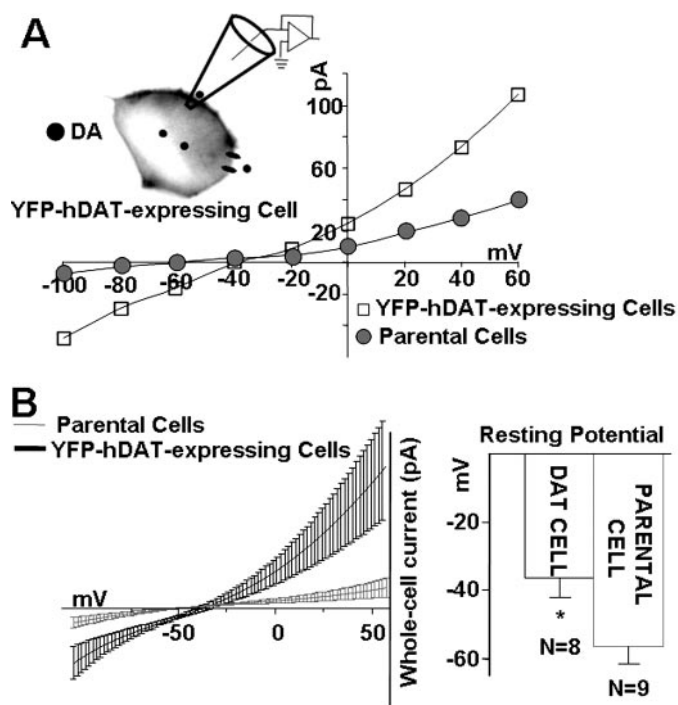 A
pA
100
DA
60
YFP-hDAT-expressing Cell
20
mV
-100 -80 -60 -40 -20 20 40 60
-20
YFP-hDAT-expressing Cells
-60
Parental Cells
B
Parental Cells
YFP-hDAT-expressing Cells
mV
-50 0 50
Whole-cell current (pA)
Resting Potential
mV
-20
-40
-60
DAT CELL
PARENTAL CELL
*
N=8
N=9